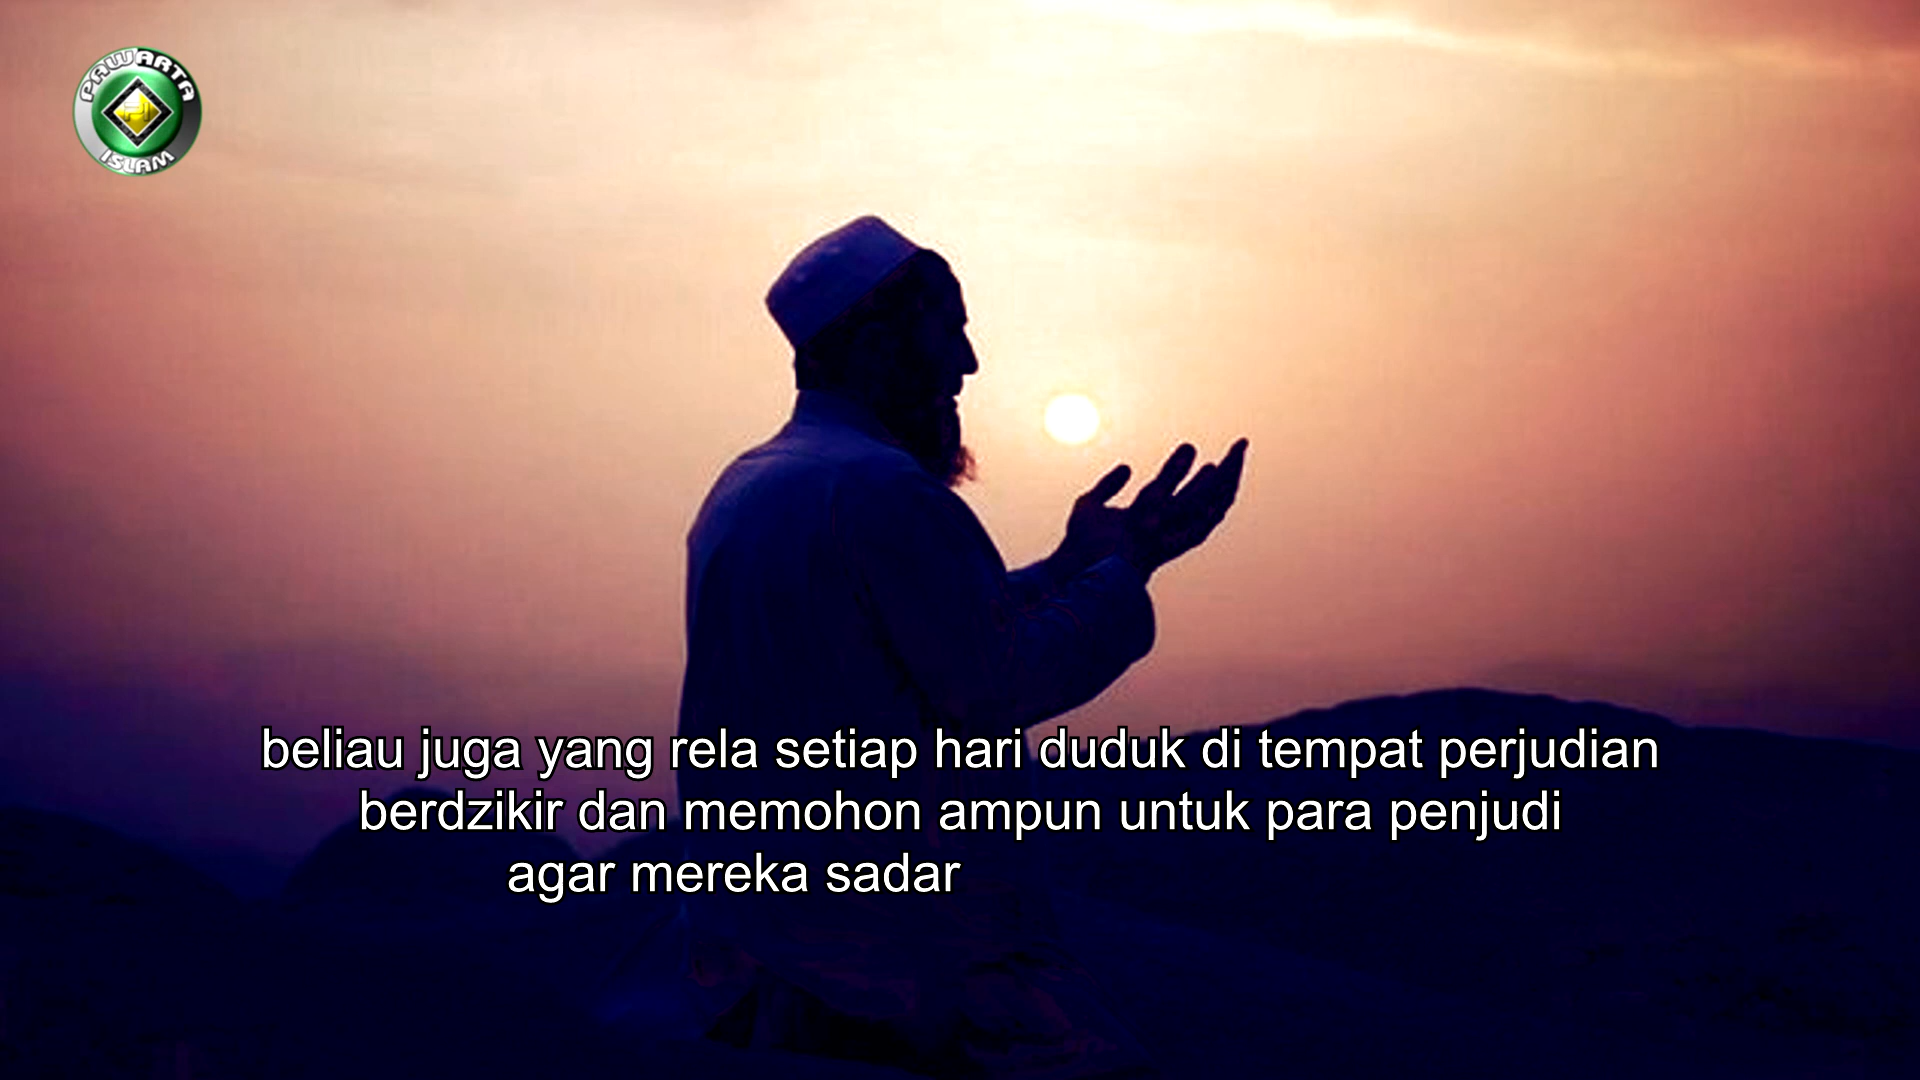 PAWARTA
ISLAM
beliau juga yang rela setiap hari duduk di tempat perjudian
berdzikir dan memohon ampun untuk para penjudi
agar mereka sadar